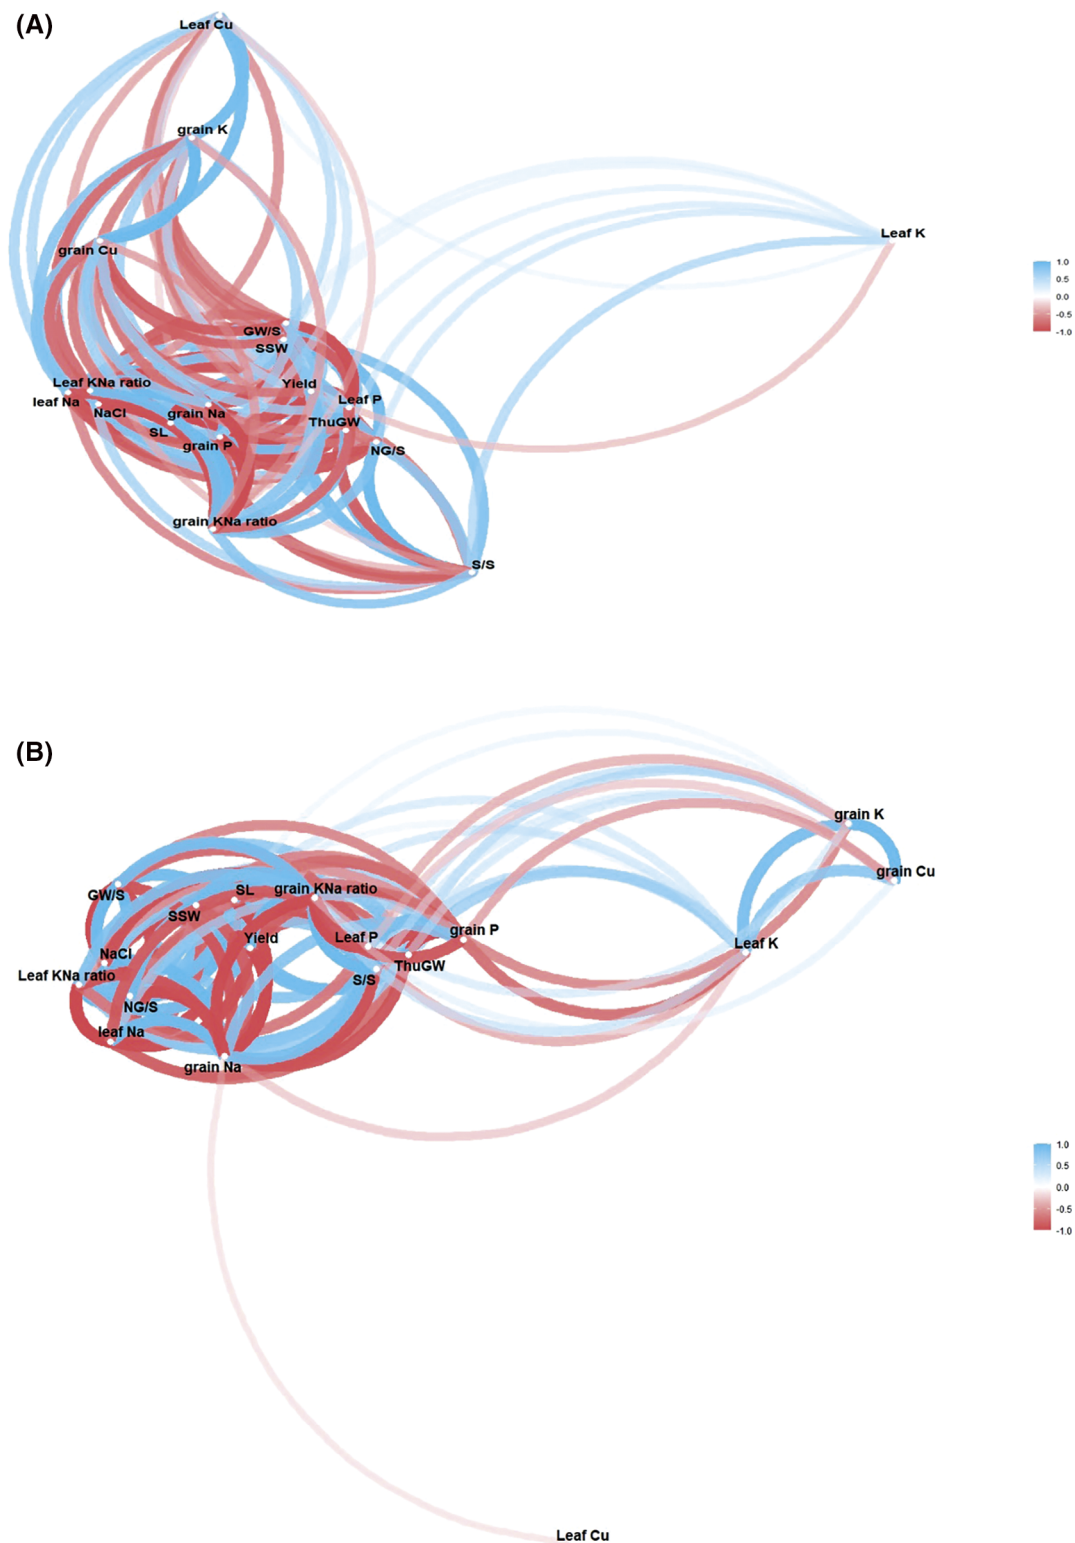 (A)
Leaf Cu
grain K
Leaf K
grain Cu
1.0
0.5
0.0
-0.5
-1.0
GW/S
SSW
Leaf KNa ratio
Yield
leaf Na
Leaf P
NaCl
grain Na
ThuGW
SL
grain P
NG/S
grain KNa ratio
S/S
(B)
grain K
grain Cu
GW/S
SL
grain KNa ratio
SSW
grain P
Yield
Leaf P
Leaf K
NaCl
ThuGW
Leaf KNa ratio
S/S
NG/S
leaf Na
grain Na
1.0
0.5
0.0
-0.5
-1.0
Leaf Cu